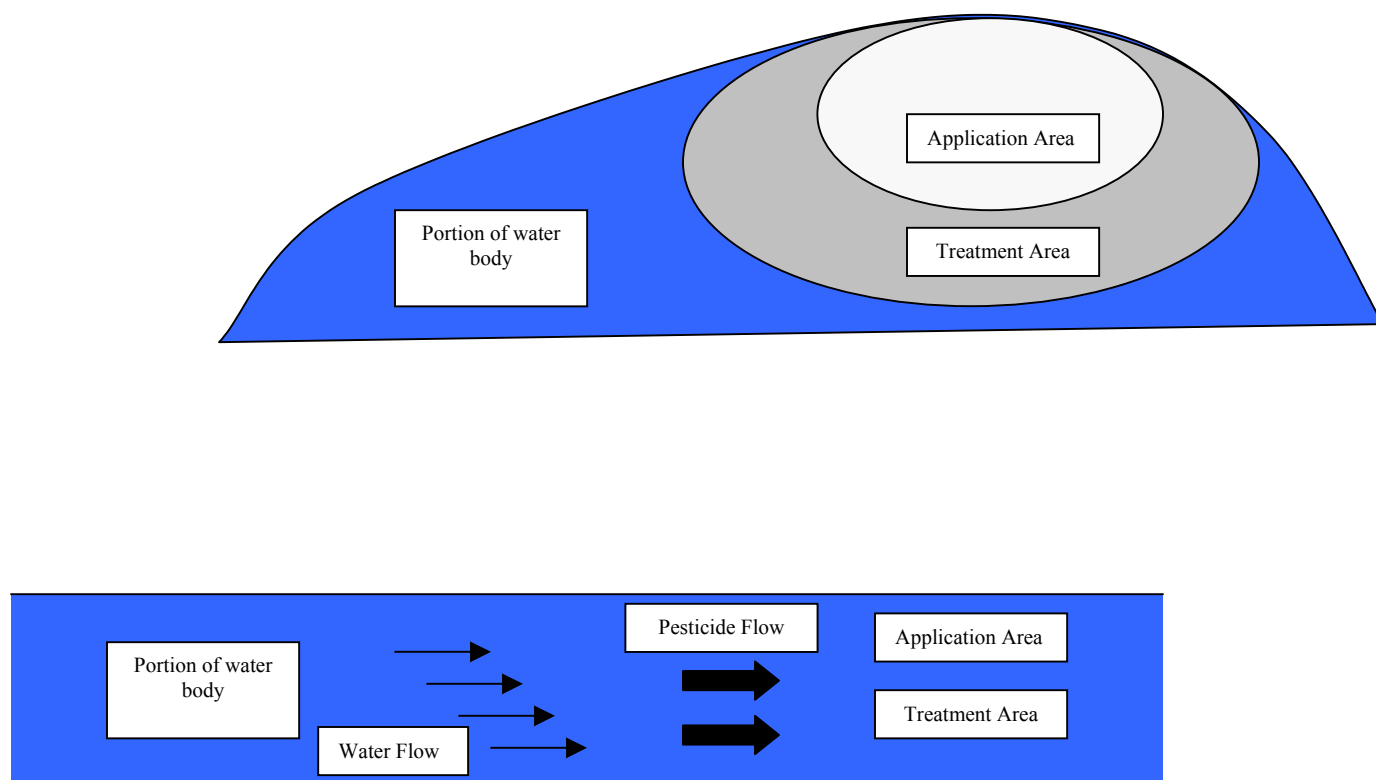 Application Area
Portion of water
body
Treatment Area
Pesticide Flow
Application Area
Portion of water
body
Treatment Area
Water Flow